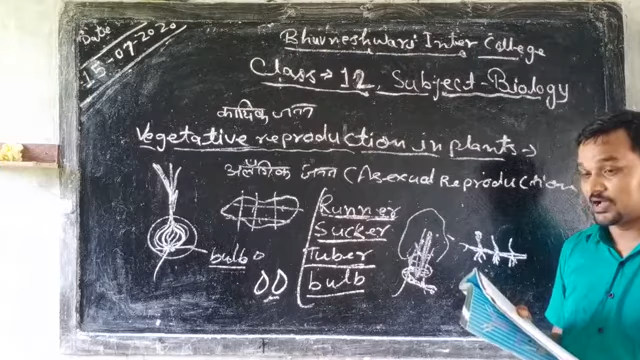 Date
15-07-2020
Bhuvneshwari Inter College
Class → 12, Subject - Biology
कायिक जनन
Vegetative reproduction in plants →
अलैंगिक जनन (Asexual Reproduction
Runner
Sucker
Tuber
bulb
bulb